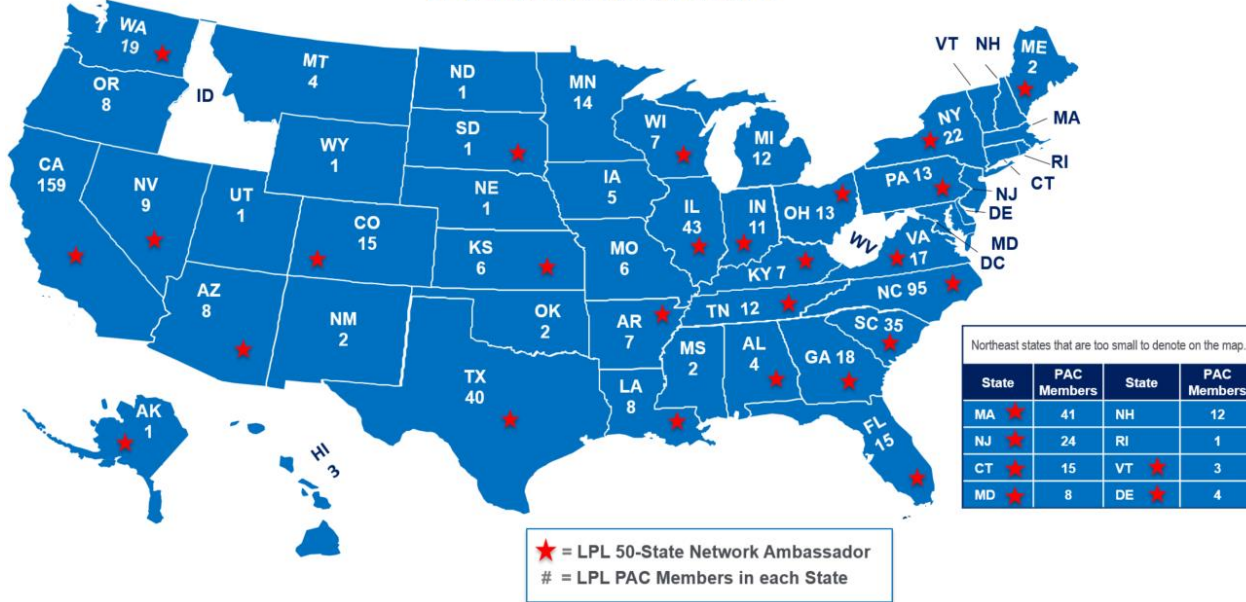 WA
19
OR
8
ID
MT
4
ND
1
MN
14
SD
1
WY
1
WI
7
MI
12
VT
NH
ME
2
NY
22
MA
RI
CT
CA
159
NV
9
UT
1
NE
1
IA
5
IL
43
IN
11
OH 13
PA 13
NJ
DE
MD
DC
CO
15
KS
6
MO
6
KY 7
WV
VA
17
AZ
8
NM
2
OK
2
AR
7
TN 12
NC 95
SC 35
MS
2
AL
4
GA 18
TX
40
LA
8
FL
15
AK
1
HI
3
Northeast states that are too small to denote on the map.
State PAC Members State PAC Members
MA 41 NH 12
NJ 24 RI 1
CT 15 VT 3
MD 8 DE 4
= LPL 50-State Network Ambassador
# = LPL PAC Members in each State